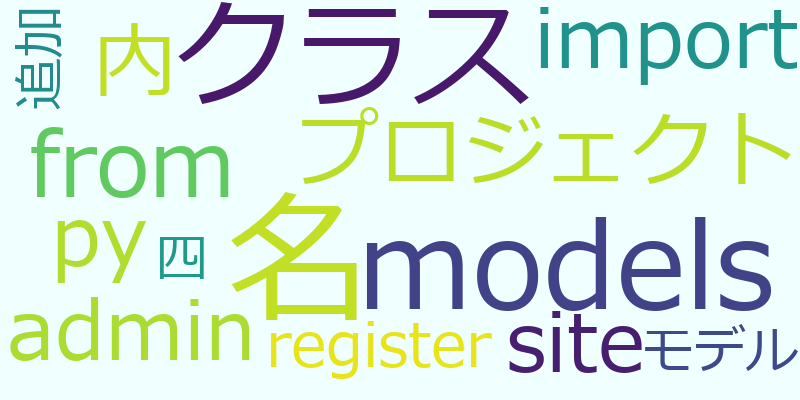 追加
内
クラス
import
from
プロジェクト
py
四
名
models
admin
register
site
モデル